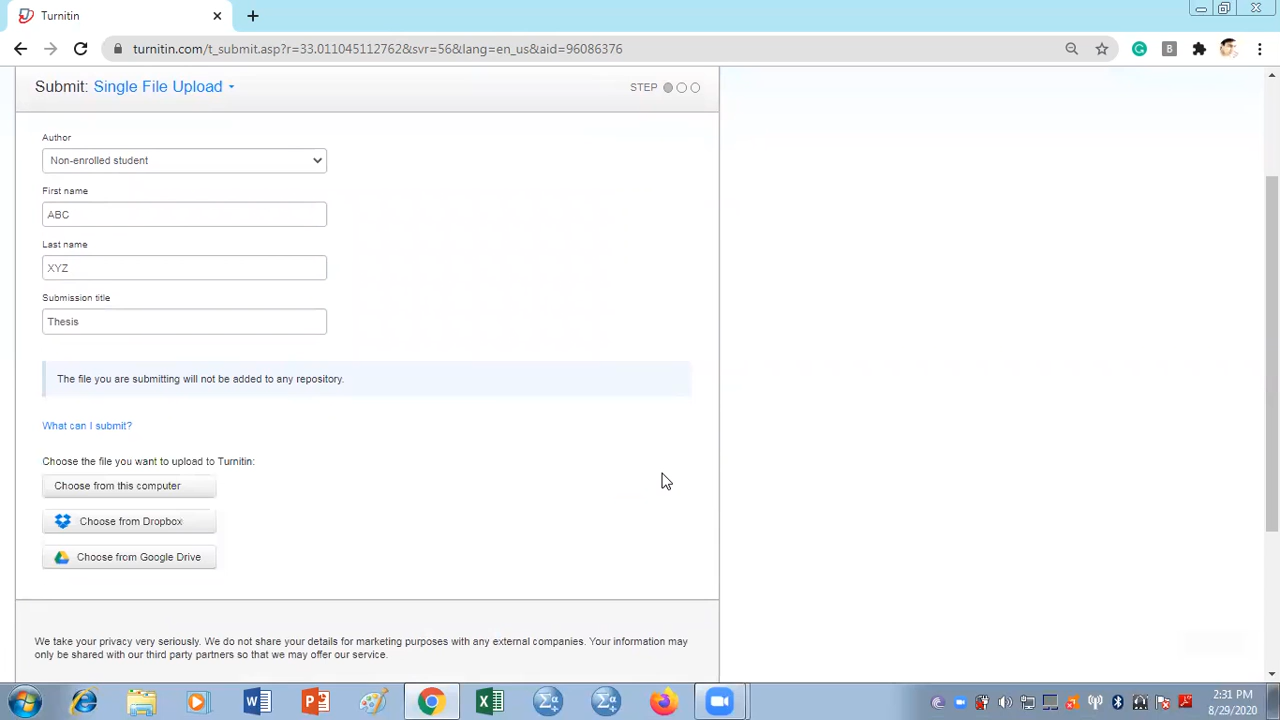 Turnitin
turnitin.com/t_submit.asp?r=33.011045112762&svr=56&lang=en_us&aid=96086376
Submit: Single File Upload
STEP
Author
Non-enrolled student
First name
ABC
Last name
XYZ
Submission title
Thesis
The file you are submitting will not be added to any repository.
What can I submit?
Choose the file you want to upload to Turnitin:
Choose from this computer
Choose from Dropbox
Choose from Google Drive
We take your privacy very seriously. We do not share your details for marketing purposes with any external companies. Your information may
only be shared with our third party partners so that we may offer our service.
2:31 PM
8/29/2020